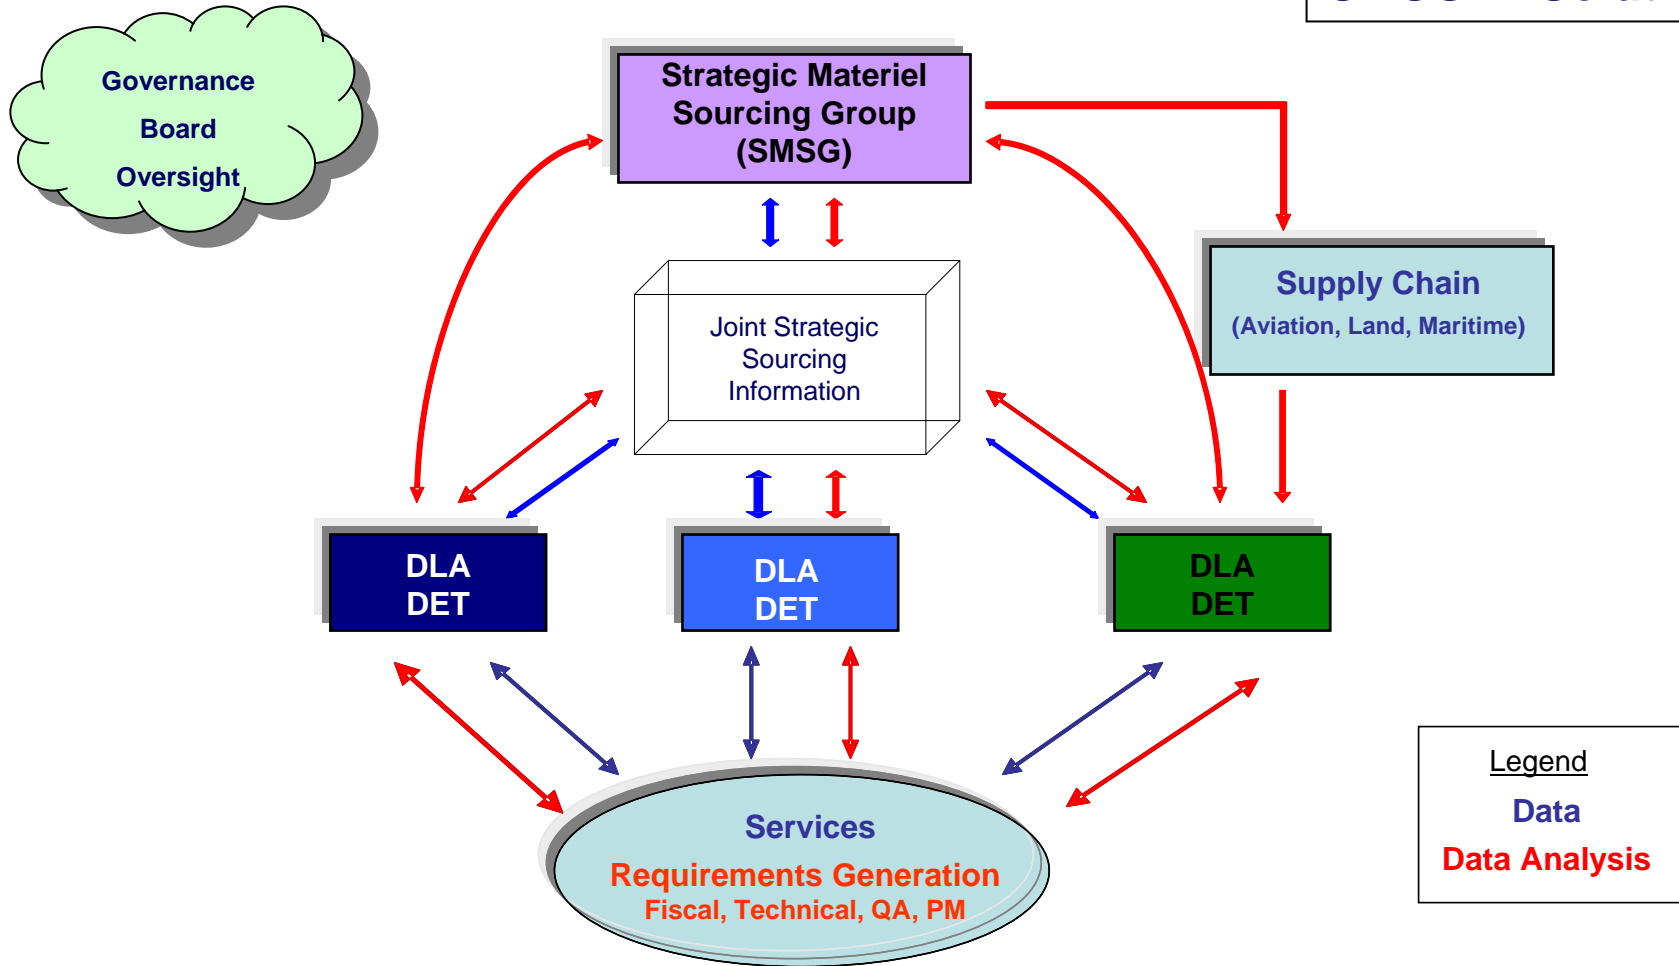 Governance
Board
Oversight
Strategic Materiel
Sourcing Group
(SMSG)
Supply Chain
(Aviation, Land, Maritime)
Joint Strategic
Sourcing
Information
DLA
DET
DLA
DET
DLA
DET
Services
Requirements Generation
Fiscal, Technical, QA, PM
Legend
Data
Data Analysis